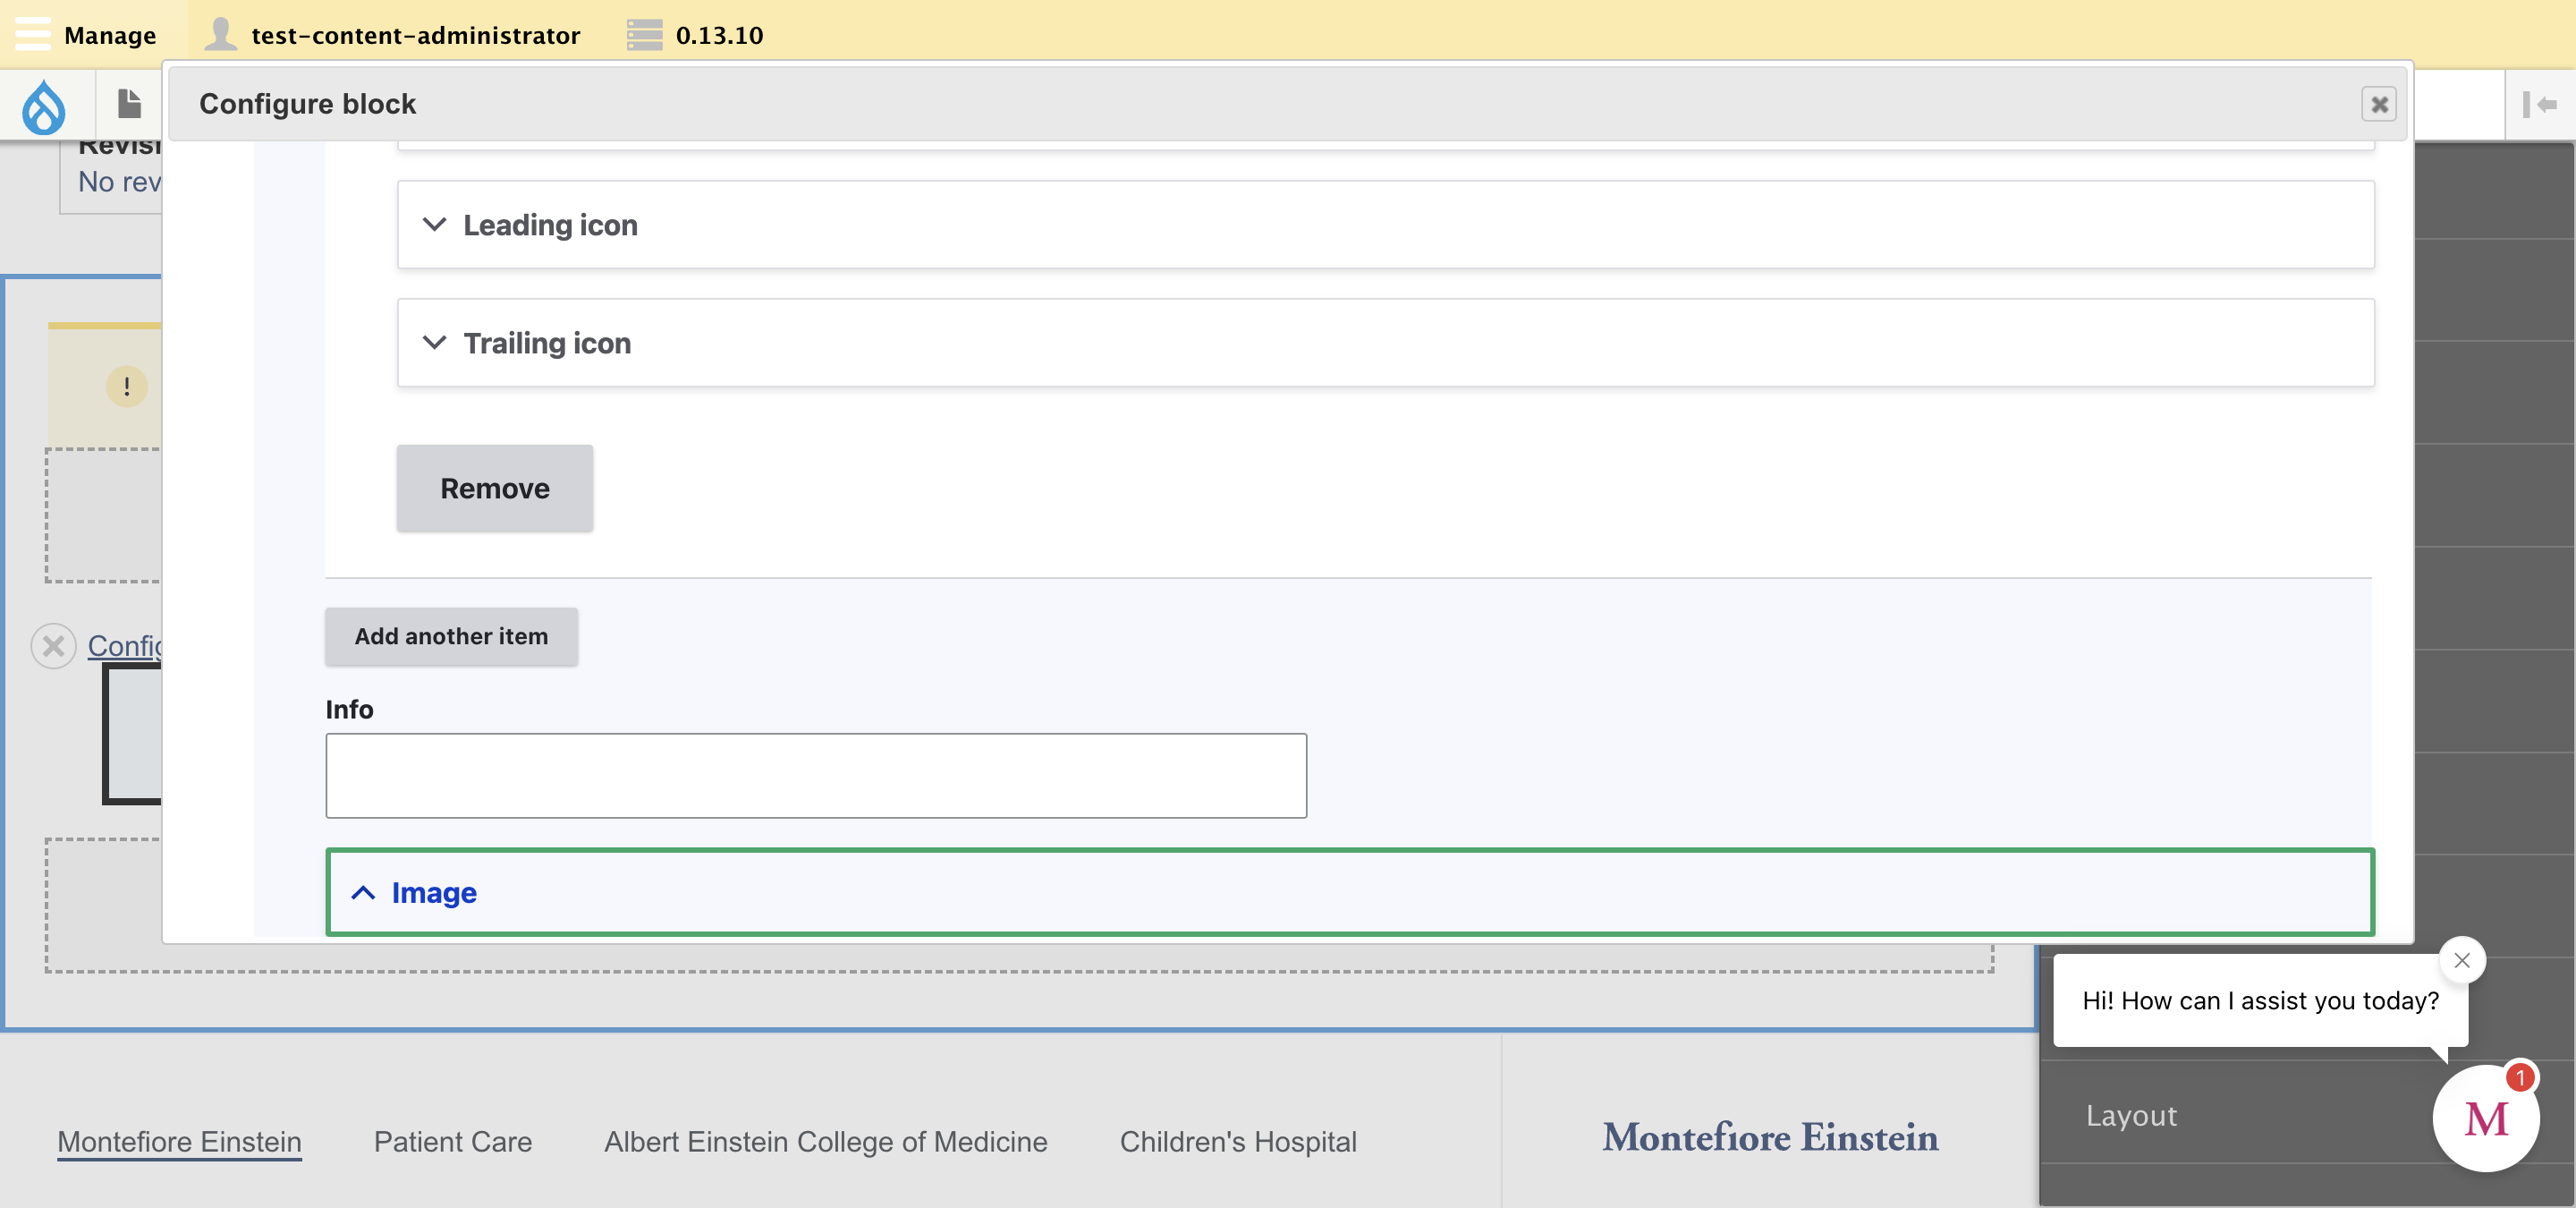 Manage
test-content-administrator
0.13.10
Configure block
No rev
Leading icon
Trailing icon
!
Remove
Add another item
Config
Info
Image
Hi! How can I assist you today?
1
M
Layout
Montefiore Einstein
Patient Care
Albert Einstein College of Medicine
Children's Hospital
Montefiore Einstein